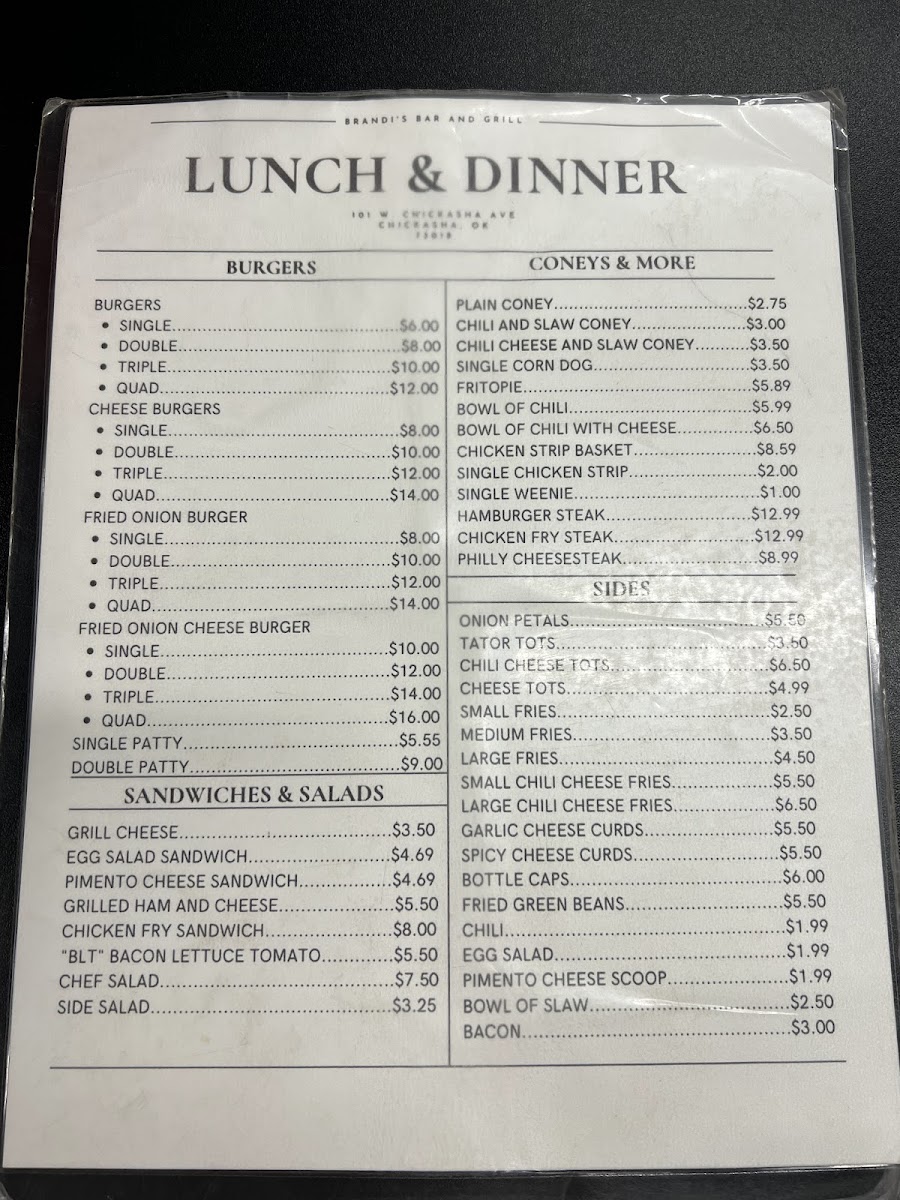 BRANDI'S BAR AND GRILL
LUNCH & DINNER
101 W. CHICKASHA AVE
CHICKASHA, OK
73018
BURGERS
BURGERS
• SINGLE.....$6.00
• DOUBLE.....$8.00
• TRIPLE.....$10.00
• QUAD.....$12.00
CHEESE BURGERS
• SINGLE.....$8.00
• DOUBLE.....$10.00
• TRIPLE.....$12.00
• QUAD.....$14.00
FRIED ONION BURGER
• SINGLE.....$8.00
• DOUBLE.....$10.00
• TRIPLE.....$12.00
• QUAD.....$14.00
FRIED ONION CHEESE BURGER
• SINGLE.....$10.00
• DOUBLE.....$12.00
• TRIPLE.....$14.00
• QUAD.....$16.00
SINGLE PATTY.....$5.55
DOUBLE PATTY.....$9.00
SANDWICHES & SALADS
GRILL CHEESE.....$3.50
EGG SALAD SANDWICH.....$4.69
PIMENTO CHEESE SANDWICH.....$4.69
GRILLED HAM AND CHEESE.....$5.50
CHICKEN FRY SANDWICH.....$8.00
"BLT" BACON LETTUCE TOMATO.....$5.50
CHEF SALAD.....$7.50
SIDE SALAD.....$3.25
CONEYS & MORE
PLAIN CONEY.....$2.75
CHILI AND SLAW CONEY.....$3.00
CHILI CHEESE AND SLAW CONEY.....$3.50
SINGLE CORN DOG.....$3.50
FRITOPIE.....$5.89
BOWL OF CHILI.....$5.99
BOWL OF CHILI WITH CHEESE.....$6.50
CHICKEN STRIP BASKET.....$8.59
SINGLE CHICKEN STRIP.....$2.00
SINGLE WEENIE.....$1.00
HAMBURGER STEAK.....$12.99
CHICKEN FRY STEAK.....$12.99
PHILLY CHEESESTEAK.....$8.99
SIDES
ONION PETALS.....$5.50
TATOR TOTS.....$3.50
CHILI CHEESE TOTS.....$6.50
CHEESE TOTS.....$4.99
SMALL FRIES.....$2.50
MEDIUM FRIES.....$3.50
LARGE FRIES.....$4.50
SMALL CHILI CHEESE FRIES.....$5.50
LARGE CHILI CHEESE FRIES.....$6.50
GARLIC CHEESE CURDS.....$5.50
SPICY CHEESE CURDS.....$5.50
BOTTLE CAPS.....$6.00
FRIED GREEN BEANS.....$5.50
CHILI.....$1.99
EGG SALAD.....$1.99
PIMENTO CHEESE SCOOP.....$1.99
BOWL OF SLAW.....$2.50
BACON.....$3.00